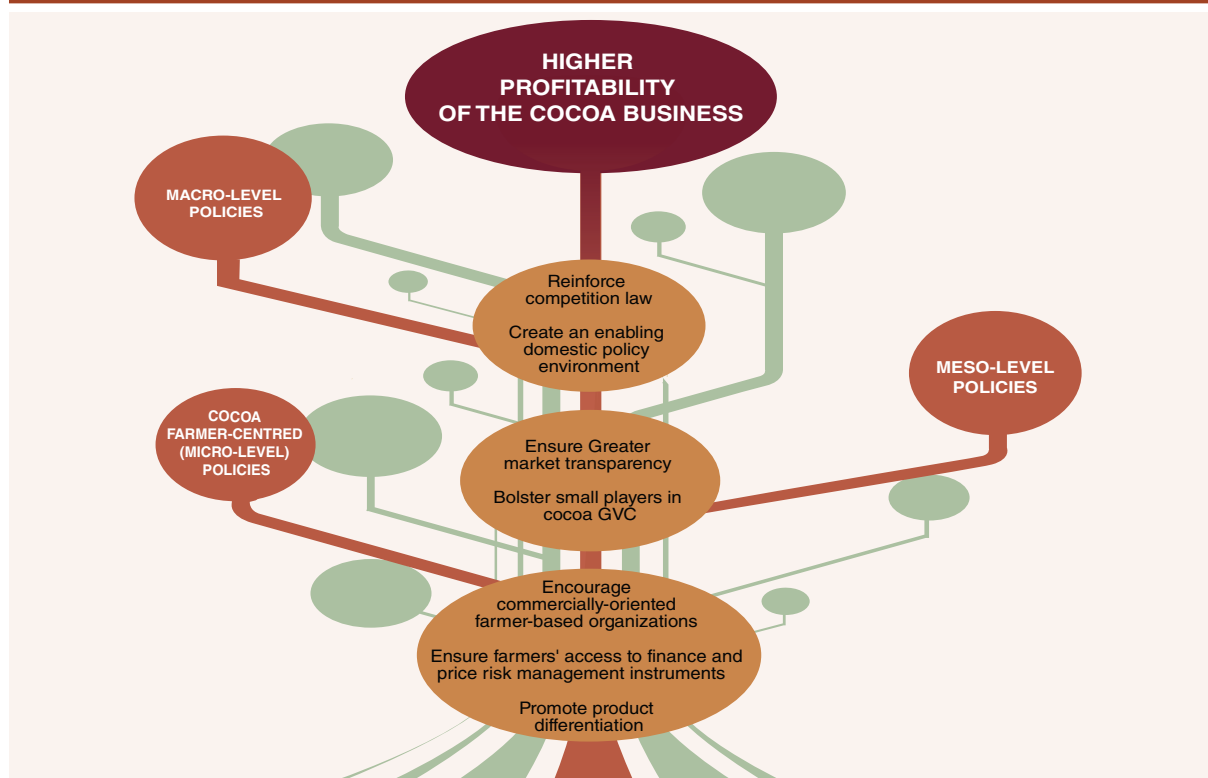 HIGHER
PROFITABILITY
OF THE COCOA BUSINESS
MACRO-LEVEL
POLICIES
Reinforce
competition law
Create an enabling
domestic policy
environment
MESO-LEVEL
POLICIES
COCOA
FARMER-CENTRED
(MICRO-LEVEL)
POLICIES
Ensure Greater
market transparency
Bolster small players in
cocoa GVC
Encourage
commercially-oriented
farmer-based organizations
Ensure farmers' access to finance and
price risk management instruments
Promote product
differentiation